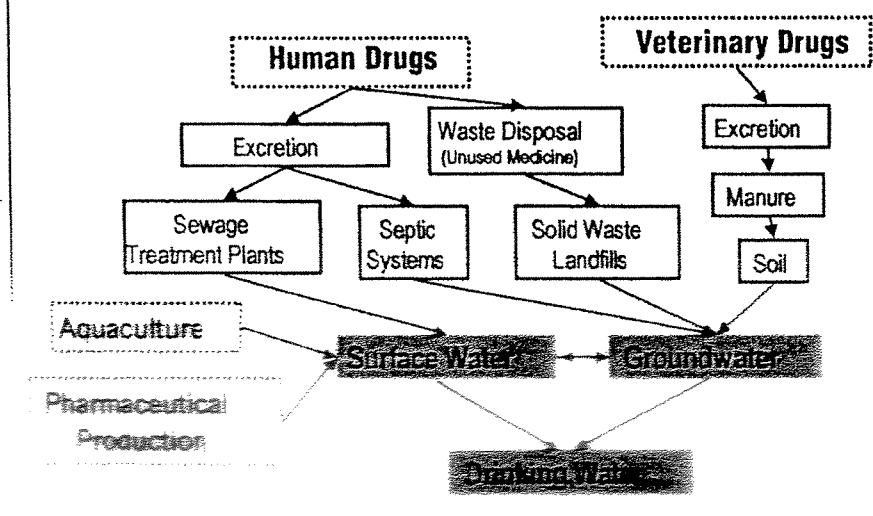 Human Drugs
Veterinary Drugs
Excretion
Waste Disposal
(Unused Medicine)
Excretion
Manure
Sewage
Treatment Plants
Septic
Systems
Solid Waste
Landfills
Soil
Aquaculture
Surface Water
Groundwater
Pharmaceutical
Production
Drinking Water